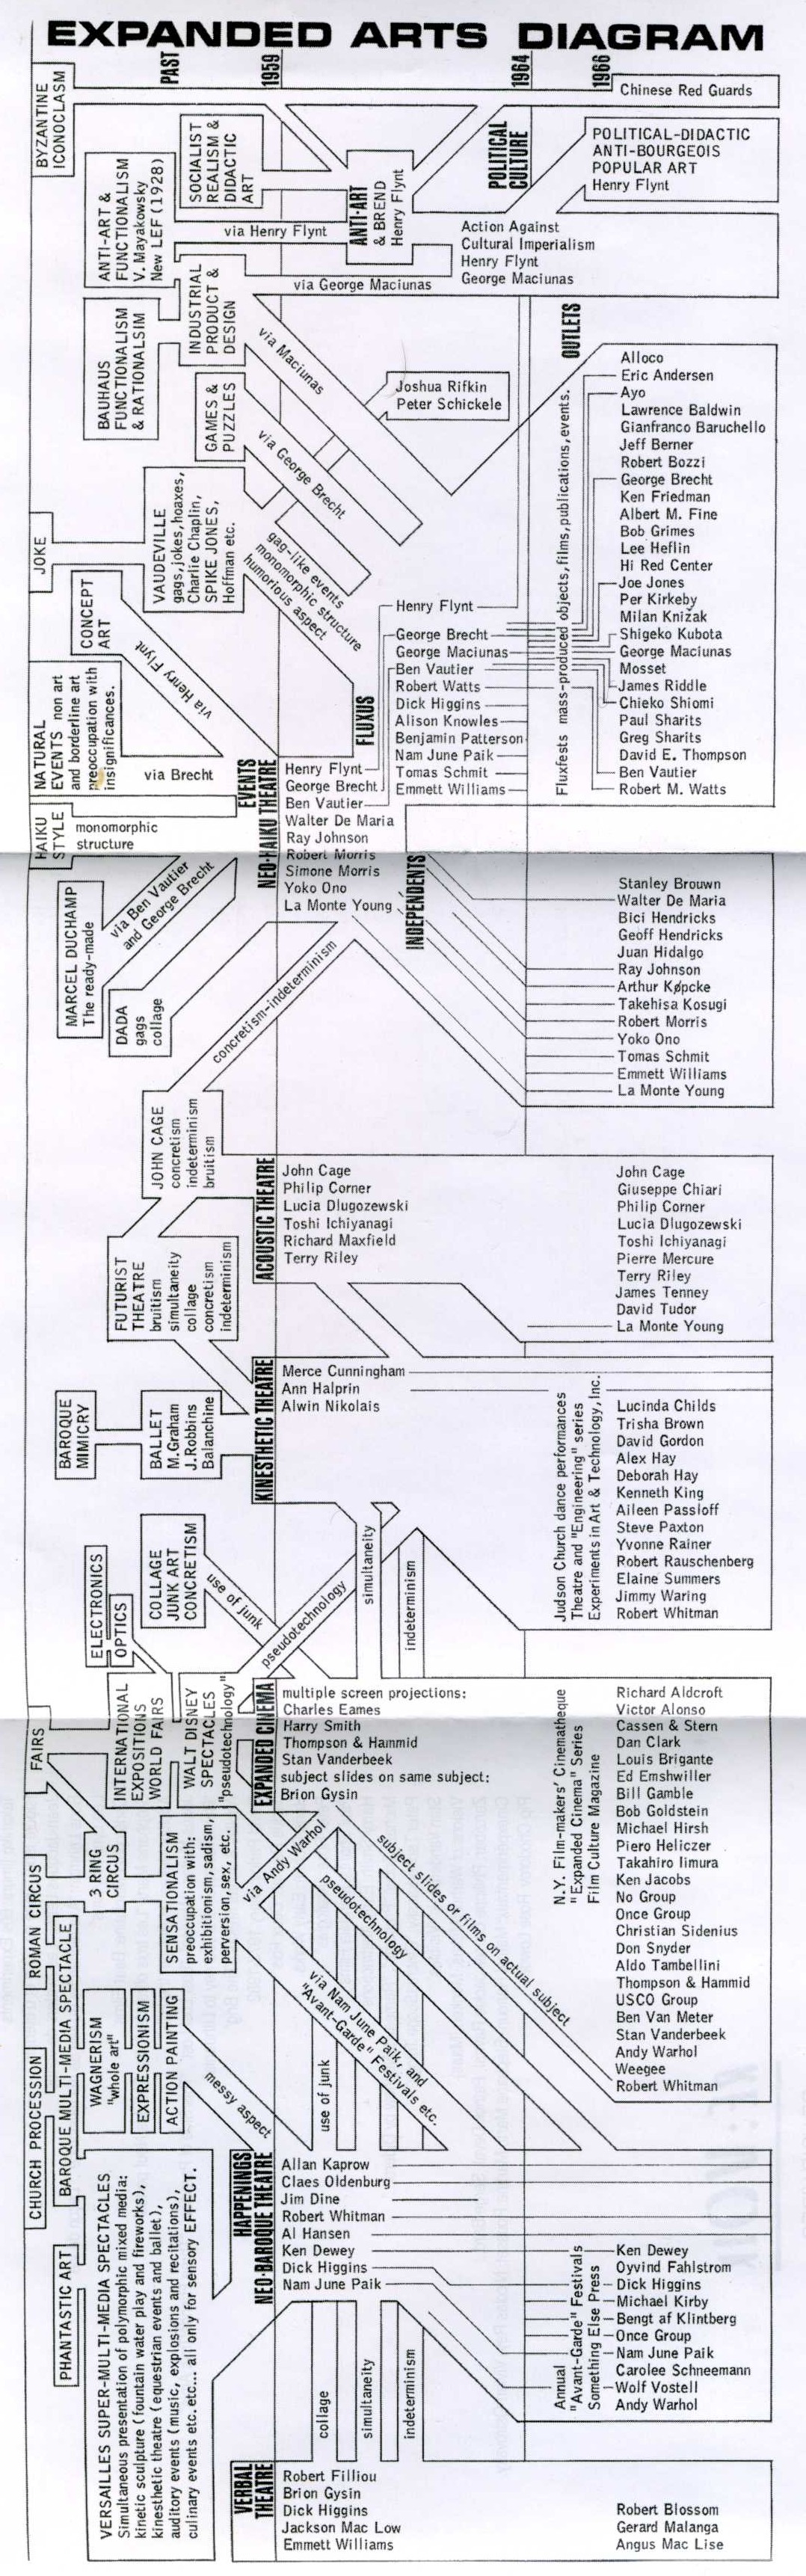 EXPANDED ARTS DIAGRAM
PAST
1959
1964
1966
BYZANTINE
ICONOCLASM
Chinese Red Guards
SOCIALIST
REALISM &
DIDACTIC
ART
ANTI-ART &
FUNCTIONALISM
V. Mayakowsky
New LEF (1928)
ANTI-ART
& BREND
Henry Flynt
POLITICAL
CULTURE
POLITICAL-DIDACTIC
ANTI-BOURGEOIS
POPULAR ART
Henry Flynt
via Henry Flynt
Action Against
Cultural Imperialism
Henry Flynt
George Maciunas
via George Maciunas
INDUSTRIAL
PRODUCT &
DESIGN
BAUHAUS
FUNCTIONALISM
& RATIONALSIM
via Maciunas
Joshua Rifkin
Peter Schickele
GAMES &
PUZZLES
via George Brecht
OUTLETS
JOKE
VAUDEVILLE
gags, jokes, hoaxes,
Charlie Chaplin,
SPIKE JONES,
Hoffman etc.
gag-like events
monomorphic structure
humorious aspect
CONCEPT
ART
via Henry Flynt
NATURAL
EVENTS non art
and borderline art
preoccupation with
insignificances.
via Brecht
HAIKU
STYLE
monomorphic
structure
FLUXUS
Henry Flynt
George Brecht
George Maciunas
Ben Vautier
Robert Watts
Dick Higgins
Alison Knowles
Benjamin Patterson
Nam June Paik
Tomas Schmit
Emmett Williams
Fluxfests mass-produced objects, films, publications, events.
Alloco
Eric Andersen
Ayo
Lawrence Baldwin
Gianfranco Baruchello
Jeff Berner
Robert Bozzi
George Brecht
Ken Friedman
Albert M. Fine
Bob Grimes
Lee Heflin
Hi Red Center
Joe Jones
Per Kirkeby
Milan Knižak
Shigeko Kubota
George Maciunas
Mosset
James Riddle
Chieko Shiomi
Paul Sharits
Greg Sharits
David E. Thompson
Ben Vautier
Robert M. Watts
EVENTS
NEO-HAIKU THEATRE
Henry Flynt
George Brecht
Ben Vautier
Walter De Maria
Ray Johnson
Robert Morris
Simone Morris
Yoko Ono
La Monte Young
INDEPENDENTS
Stanley Brouwn
Walter De Maria
Bici Hendricks
Geoff Hendricks
Juan Hidalgo
Ray Johnson
Arthur Køpcke
Takehisa Kosugi
Robert Morris
Yoko Ono
Tomas Schmit
Emmett Williams
La Monte Young
MARCEL DUCHAMP
The ready-made
via Ben Vautier
and George Brecht
DADA
gags
collage
concretism-indeterminism
JOHN CAGE
concretism
indeterminism
bruitism
ACOUSTIC THEATRE
John Cage
Philip Corner
Lucia Dlugozewski
Toshi Ichiyanagi
Richard Maxfield
Terry Riley
John Cage
Giuseppe Chiari
Philip Corner
Lucia Dlugozewski
Toshi Ichiyanagi
Pierre Mercure
Terry Riley
James Tenney
David Tudor
La Monte Young
FUTURIST
THEATRE
bruitism
simultaneity
collage
concretism
indeterminism
BAROQUE
MIMICRY
BALLET
M. Graham
J. Robbins
Balanchine
KINESTHETIC THEATRE
Merce Cunningham
Ann Halprin
Alwin Nikolais
Judson Church dance performances
Theatre and "Engineering" series
Experiments in Art & Technology, Inc.
Lucinda Childs
Trisha Brown
David Gordon
Alex Hay
Deborah Hay
Kenneth King
Aileen Passloff
Steve Paxton
Yvonne Rainer
Robert Rauschenberg
Elaine Summers
Jimmy Waring
Robert Whitman
COLLAGE
JUNK ART
CONCRETISM
use of junk
pseudotechnology
simultaneity
indeterminism
ELECTRONICS
OPTICS
FAIRS
INTERNATIONAL
EXPOSITIONS
WORLD FAIRS
WALT DISNEY
SPECTACLES
"pseudotechnology"
EXPANDED CINEMA
multiple screen projections:
Charles Eames
Harry Smith
Thompson & Hammid
Stan Vanderbeek
subject slides on same subject:
Brion Gysin
N.Y. Film-makers' Cinematheque
"Expanded Cinema" Series
Film Culture Magazine
Richard Aldcroft
Victor Alonso
Cassen & Stern
Dan Clark
Louis Brigante
Ed Emshwiller
Bill Gamble
Bob Goldstein
Michael Hirsh
Piero Heliczer
Takahiro Iimura
Ken Jacobs
No Group
Once Group
Christian Sidenius
Don Snyder
Aldo Tambellini
Thompson & Hammid
USCO Group
Ben Van Meter
Stan Vanderbeek
Andy Warhol
Weegee
Robert Whitman
3 RING
CIRCUS
SENSATIONALISM
preoccupation with:
exhibitionism, sadism,
perversion, sex, etc.
via Andy Warhol
subject slides or films on actual subject
pseudotechnology
via Nam June Paik, and
"Avant-Garde" Festivals etc.
ROMAN CIRCUS
BAROQUE MULTI-MEDIA SPECTACLE
CHURCH PROCESSION
WAGNERISM
"whole art"
EXPRESSIONISM
ACTION PAINTING
messy aspect
use of junk
PHANTASTIC ART
VERSAILLES SUPER-MULTI-MEDIA SPECTACLES
Simultaneous presentation of polymorphic mixed media:
kinetic sculpture (fountain water play and fireworks),
kinesthetic theatre (equestrian events and ballet),
auditory events (music, explosions and recitations),
culinary events etc. etc... all only for sensory EFFECT.
HAPPENINGS
NEO-BAROQUE THEATRE
Allan Kaprow
Claes Oldenburg
Jim Dine
Robert Whitman
Al Hansen
Ken Dewey
Dick Higgins
Nam June Paik
Annual
"Avant-Garde" Festivals
Something Else Press
Ken Dewey
Oyvind Fahlstrom
Dick Higgins
Michael Kirby
Bengt af Klintberg
Once Group
Nam June Paik
Carolee Schneemann
Wolf Vostell
Andy Warhol
collage
simultaneity
indeterminism
VERBAL
THEATRE
Robert Filliou
Brion Gysin
Dick Higgins
Jackson Mac Low
Emmett Williams
Robert Blossom
Gerard Malanga
Angus Mac Lise